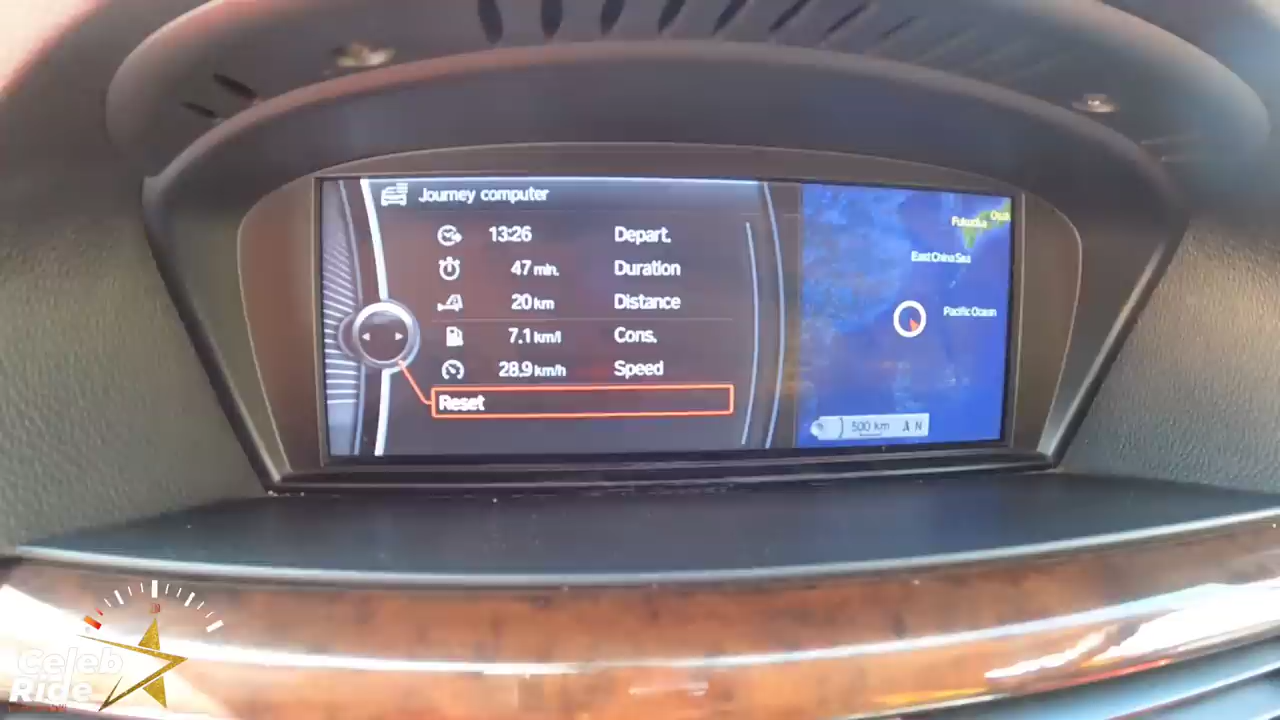 Journey computer
13:26 Depart.
47 min. Duration
20 km Distance
7.1 km/l Cons.
28.9 km/h Speed
Reset
Fukuoka
Osa
East China Sea
Pacific Ocean
500 km N
Celeb
Ride